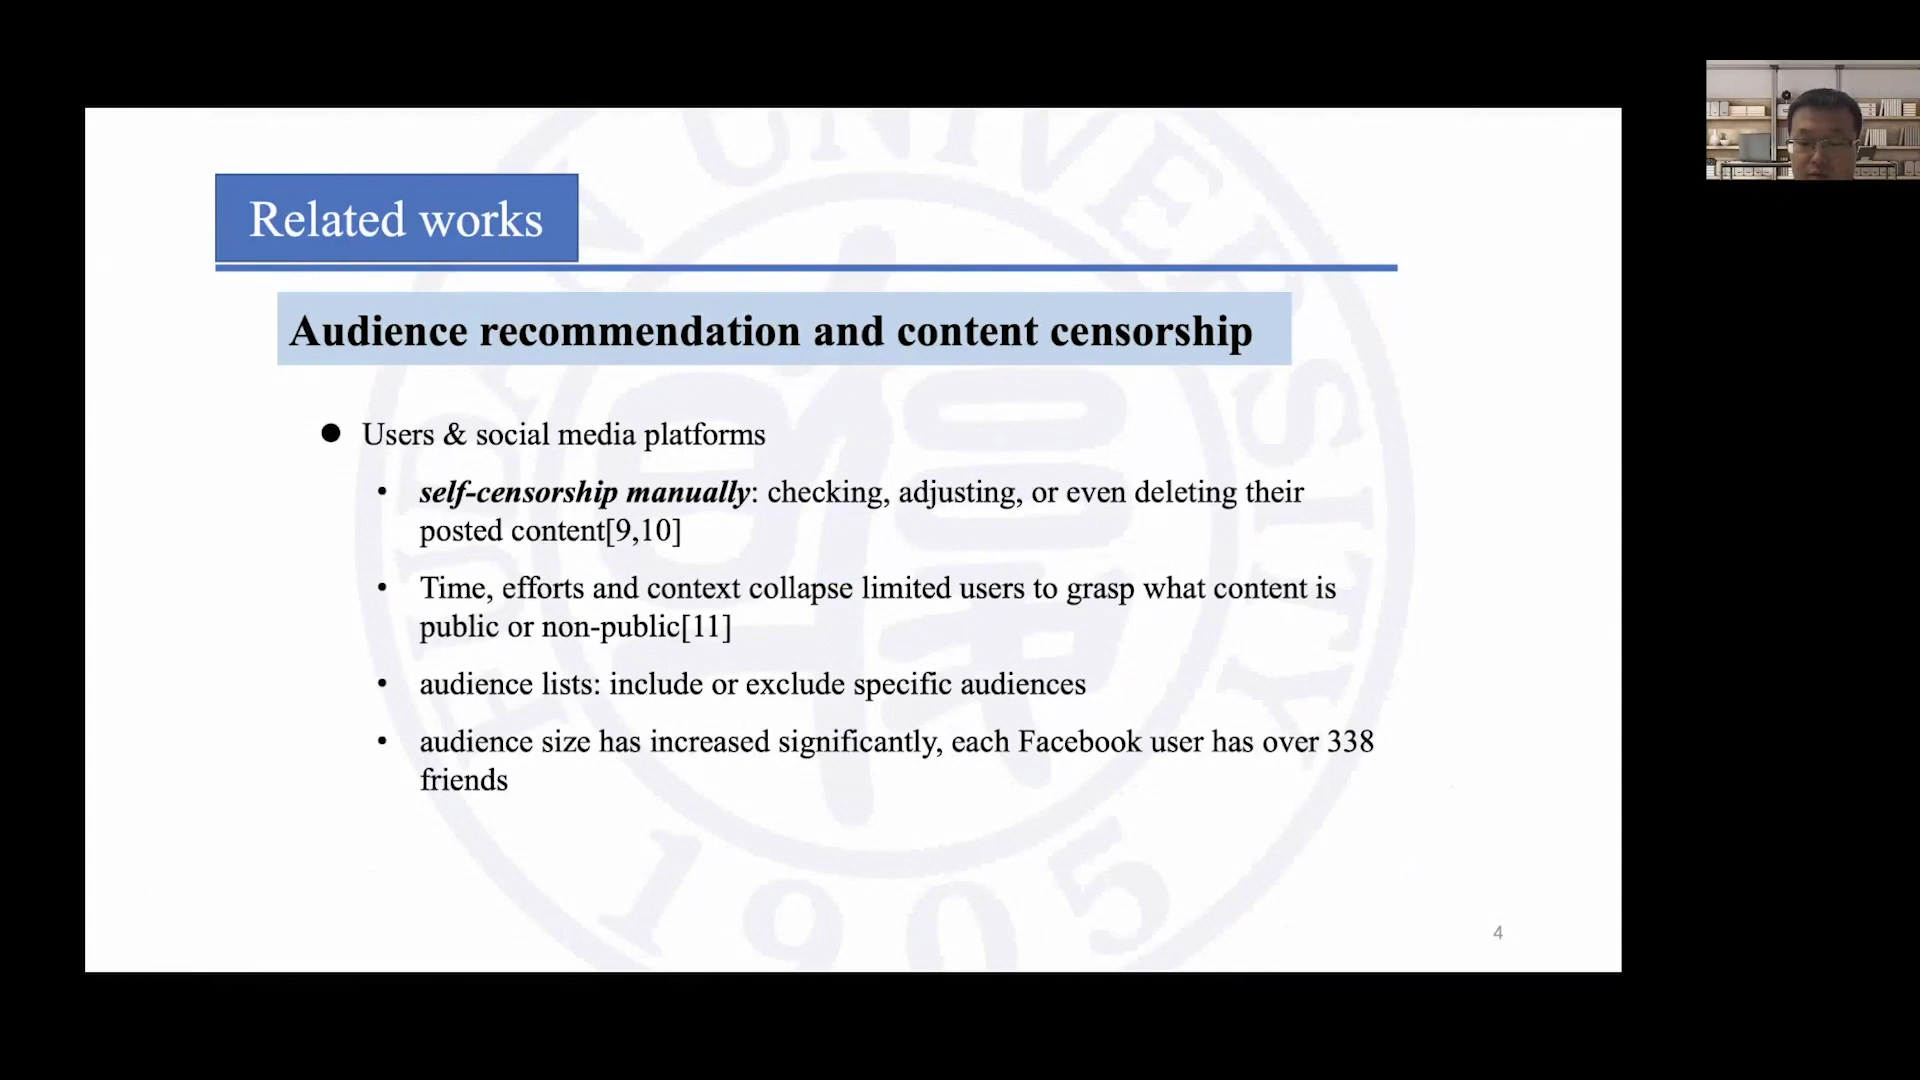 Related works
Audience recommendation and content censorship
● Users & social media platforms
• self-censorship manually: checking, adjusting, or even deleting their
posted content[9,10]
• Time, efforts and context collapse limited users to grasp what content is
public or non-public[11]
• audience lists: include or exclude specific audiences
• audience size has increased significantly, each Facebook user has over 338
friends
FUDAN UNIVERSITY
1905
4